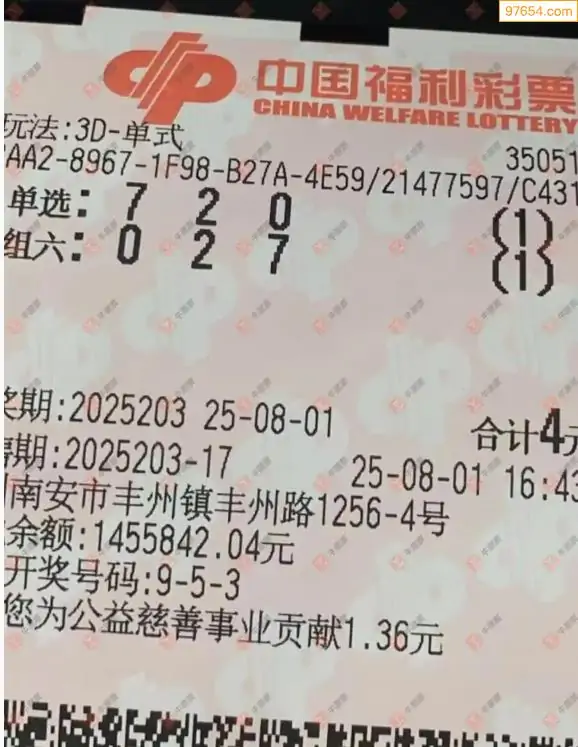 97654.com
中国福利彩票
CHINA WELFARE LOTTERY
玩法:3D-单式
35051
AA2-8967-1F98-B27A-4E59/21477597/C431
单选: 7 2 0 {1}
组六: 0 2 7 {1}
奖期:2025203 25-08-01
合计4元
售期:2025203-17
25-08-01 16:43
南安市丰州镇丰州路1256-4号
余额:1455842.04元
开奖号码:9-5-3
您为公益慈善事业贡献1.36元